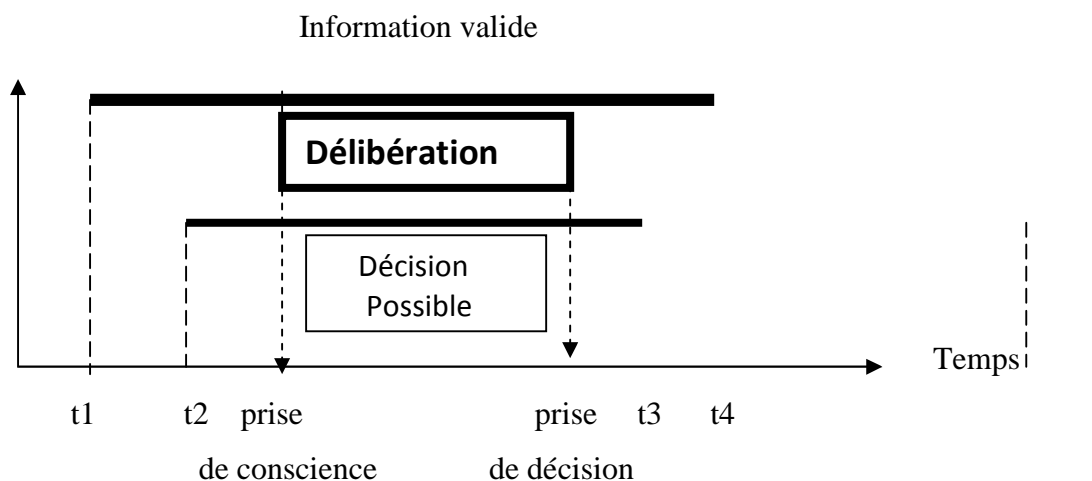 Information valide
Délibération
Décision
Possible
Temps
t1 t2 prise prise t3 t4
de conscience de décision